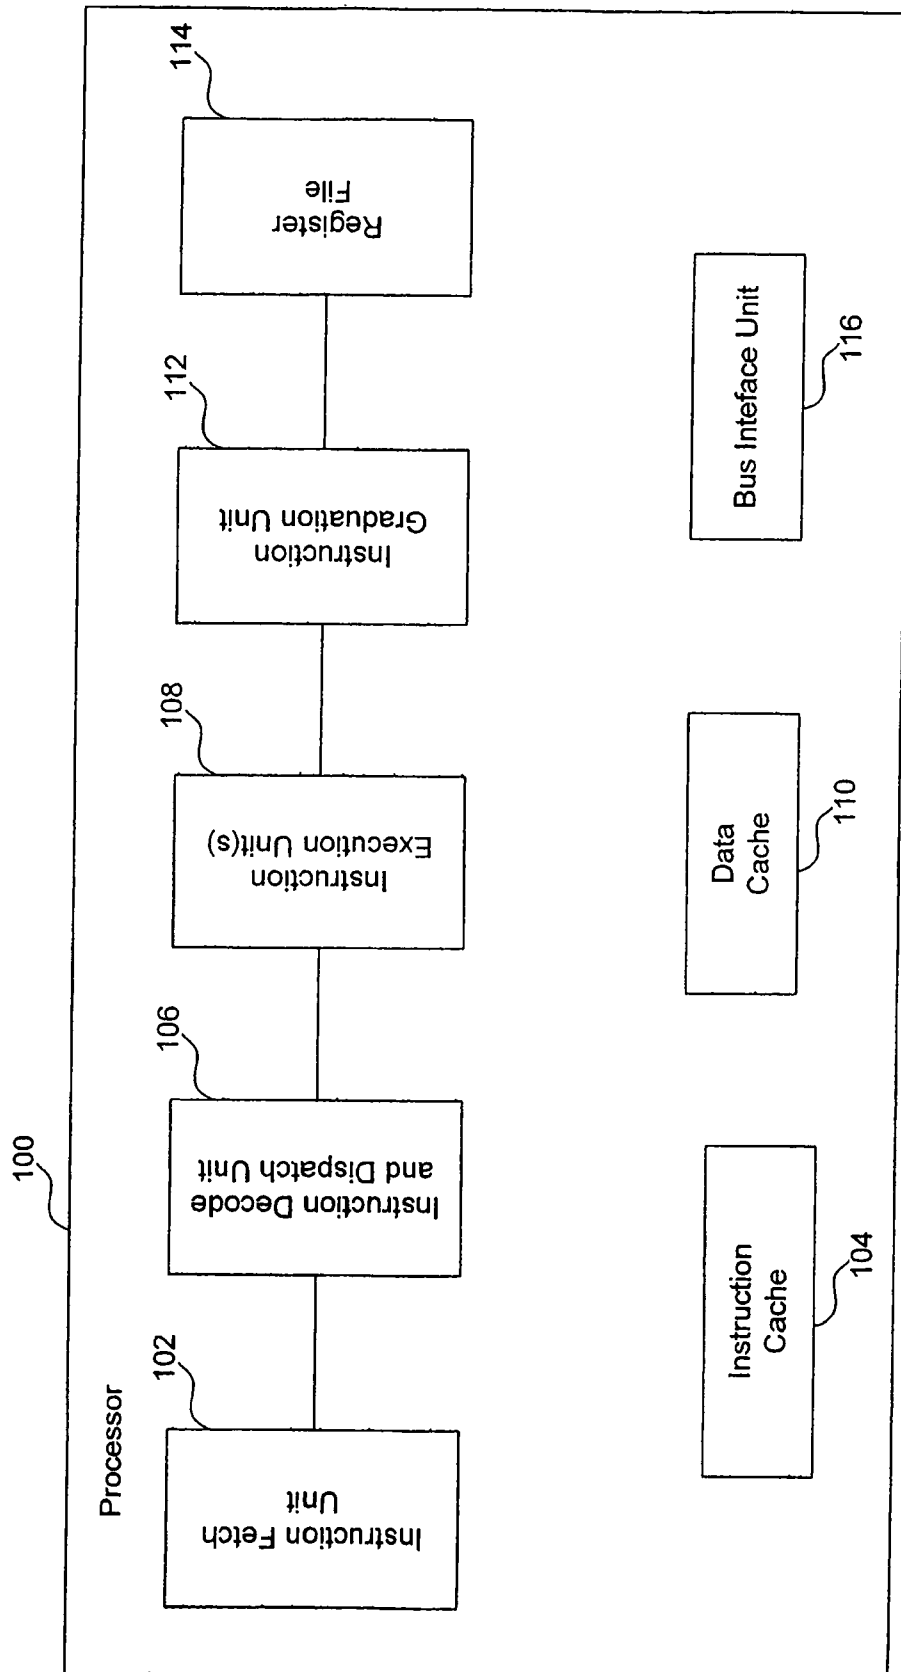 100
Processor
102
Instruction Fetch
Unit
106
Instruction Decode
and Dispatch Unit
108
Instruction
Execution Unit(s)
112
Instruction
Graduation Unit
114
Register
File
Instruction
Cache
104
Data
Cache
110
Bus Inteface Unit
116